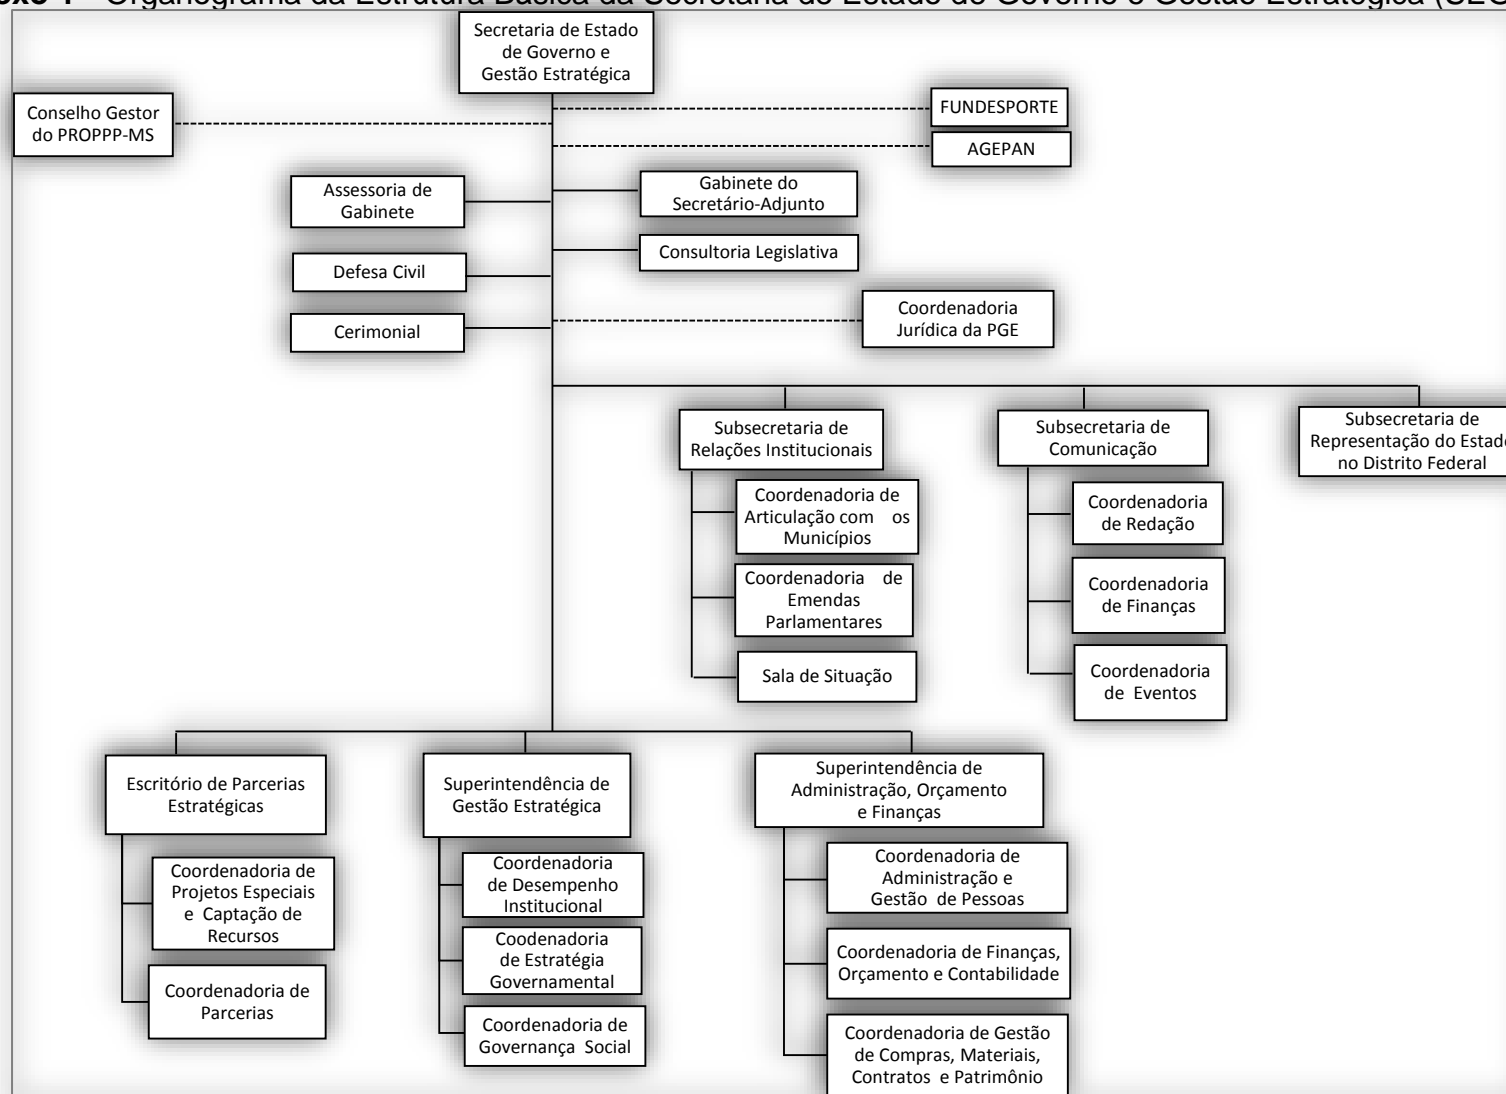 exo 1 - Organograma da Estrutura Básica da Secretaria de Estado de Governo e Gestão Estratégica (SEG
Secretaria de Estado
de Governo e
Gestão Estratégica
Conselho Gestor
do PROPPP-MS
FUNDESPORTE
AGEPAN
Assessoria de
Gabinete
Gabinete do
Secretário-Adjunto
Defesa Civil
Consultoria Legislativa
Cerimonial
Coordenadoria
Jurídica da PGE
Subsecretaria de
Relações Institucionais
Subsecretaria de
Comunicação
Subsecretaria de
Representação do Estado
no Distrito Federal
Coordenadoria de
Articulação com os
Municípios
Coordenadoria de
Emendas
Parlamentares
Sala de Situação
Coordenadoria
de Redação
Coordenadoria
de Finanças
Coordenadoria
de Eventos
Escritório de Parcerias
Estratégicas
Superintendência de
Gestão Estratégica
Superintendência de
Administração, Orçamento
e Finanças
Coordenadoria de
Projetos Especiais
e Captação de
Recursos
Coordenadoria de
Parcerias
Coordenadoria
de Desempenho
Institucional
Coodenadoria
de Estratégia
Governamental
Coordenadoria de
Governança Social
Coordenadoria de
Administração e
Gestão de Pessoas
Coordenadoria de Finanças,
Orçamento e Contabilidade
Coordenadoria de Gestão
de Compras, Materiais,
Contratos e Patrimônio